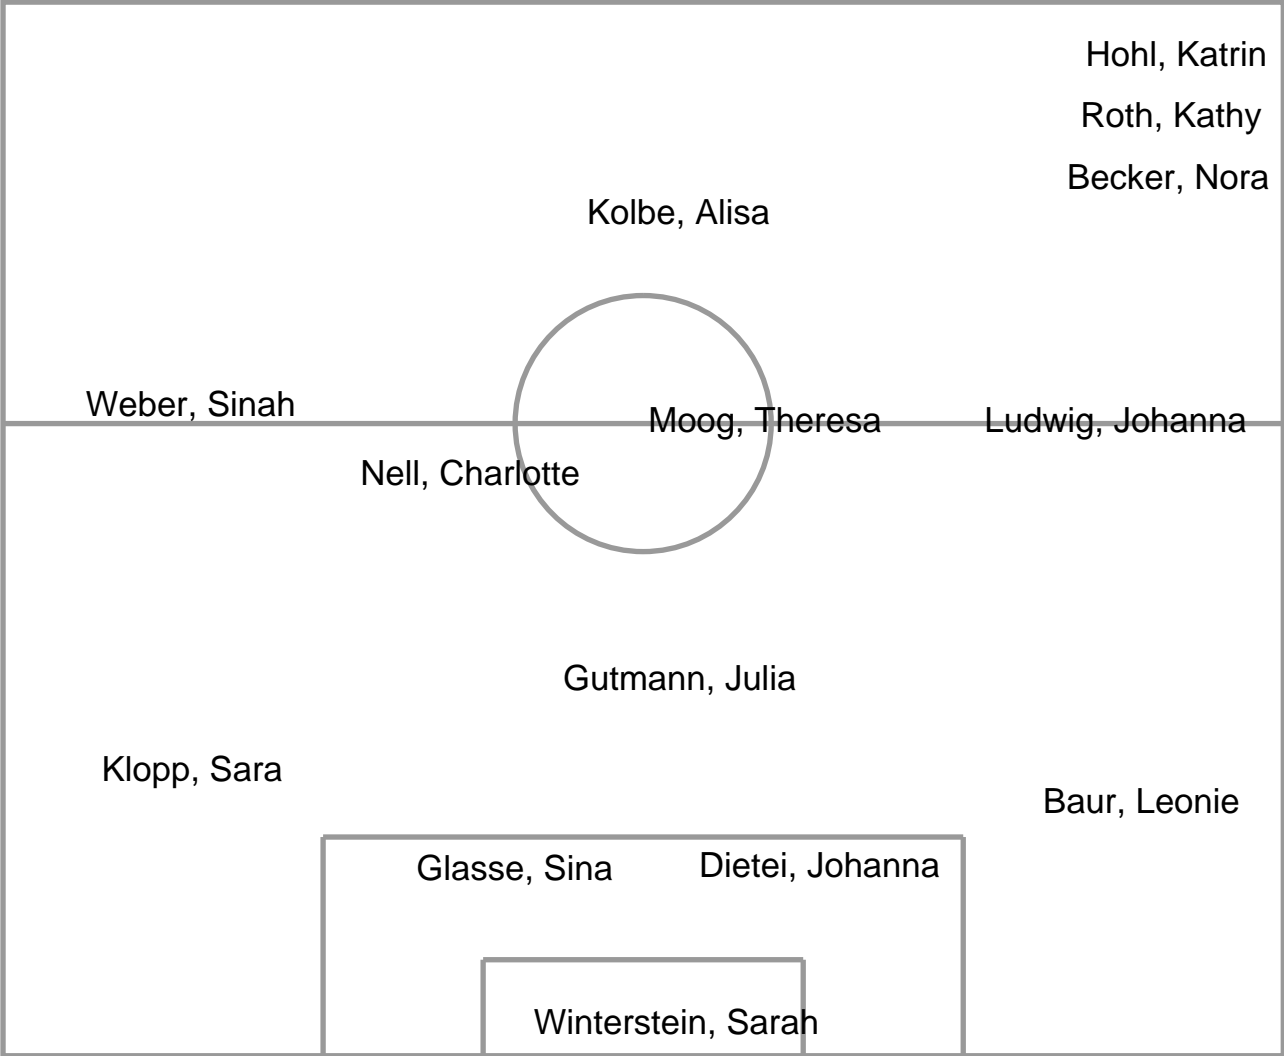 Hohl, Katrin
Roth, Kathy
Becker, Nora
Kolbe, Alisa
Weber, Sinah
Moog, Theresa
Ludwig, Johanna
Nell, Charlotte
Gutmann, Julia
Klopp, Sara
Baur, Leonie
Glasse, Sina
Dietei, Johanna
Winterstein, Sarah